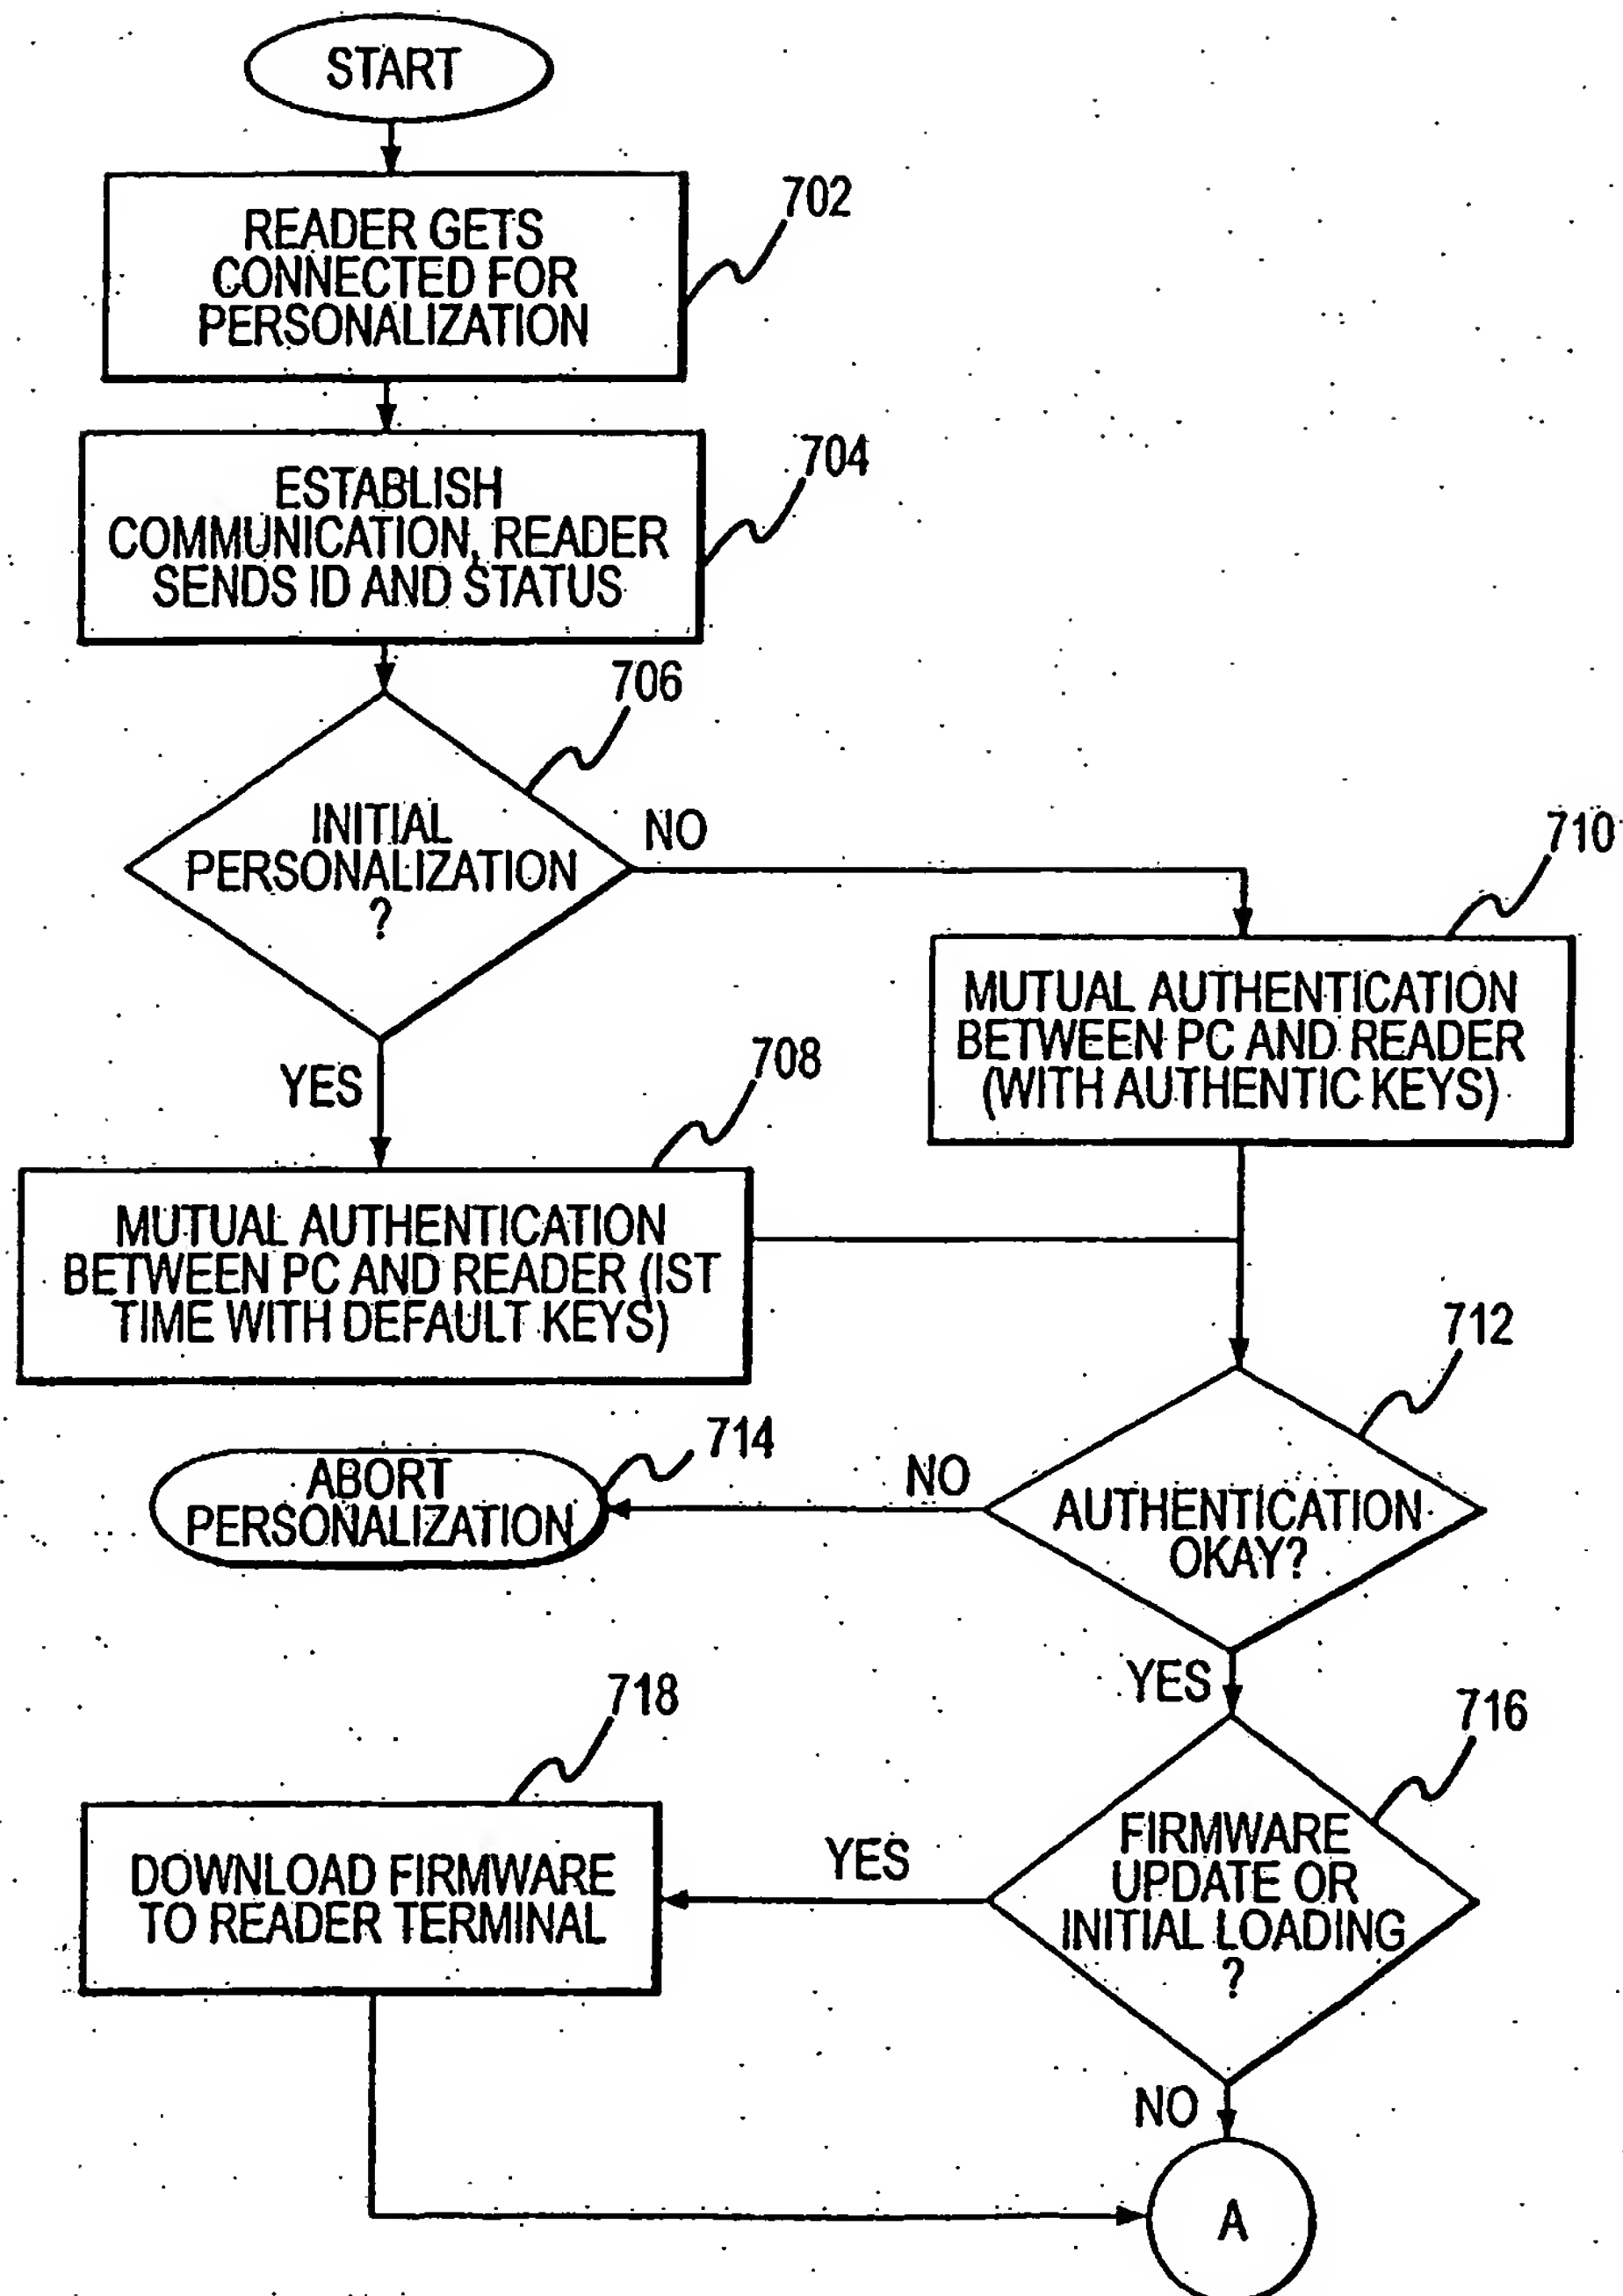 START
702
READER GETS
CONNECTED FOR
PERSONALIZATION
704
ESTABLISH
COMMUNICATION, READER
SENDS ID AND STATUS
706
INITIAL
PERSONALIZATION
?
NO
YES
710
MUTUAL AUTHENTICATION
BETWEEN PC AND READER
(WITH AUTHENTIC KEYS)
708
MUTUAL AUTHENTICATION
BETWEEN PC AND READER (IST
TIME WITH DEFAULT KEYS)
712
AUTHENTICATION
OKAY?
NO
YES
714
ABORT
PERSONALIZATION
716
FIRMWARE
UPDATE OR
INITIAL LOADING
?
YES
NO
718
DOWNLOAD FIRMWARE
TO READER TERMINAL
A